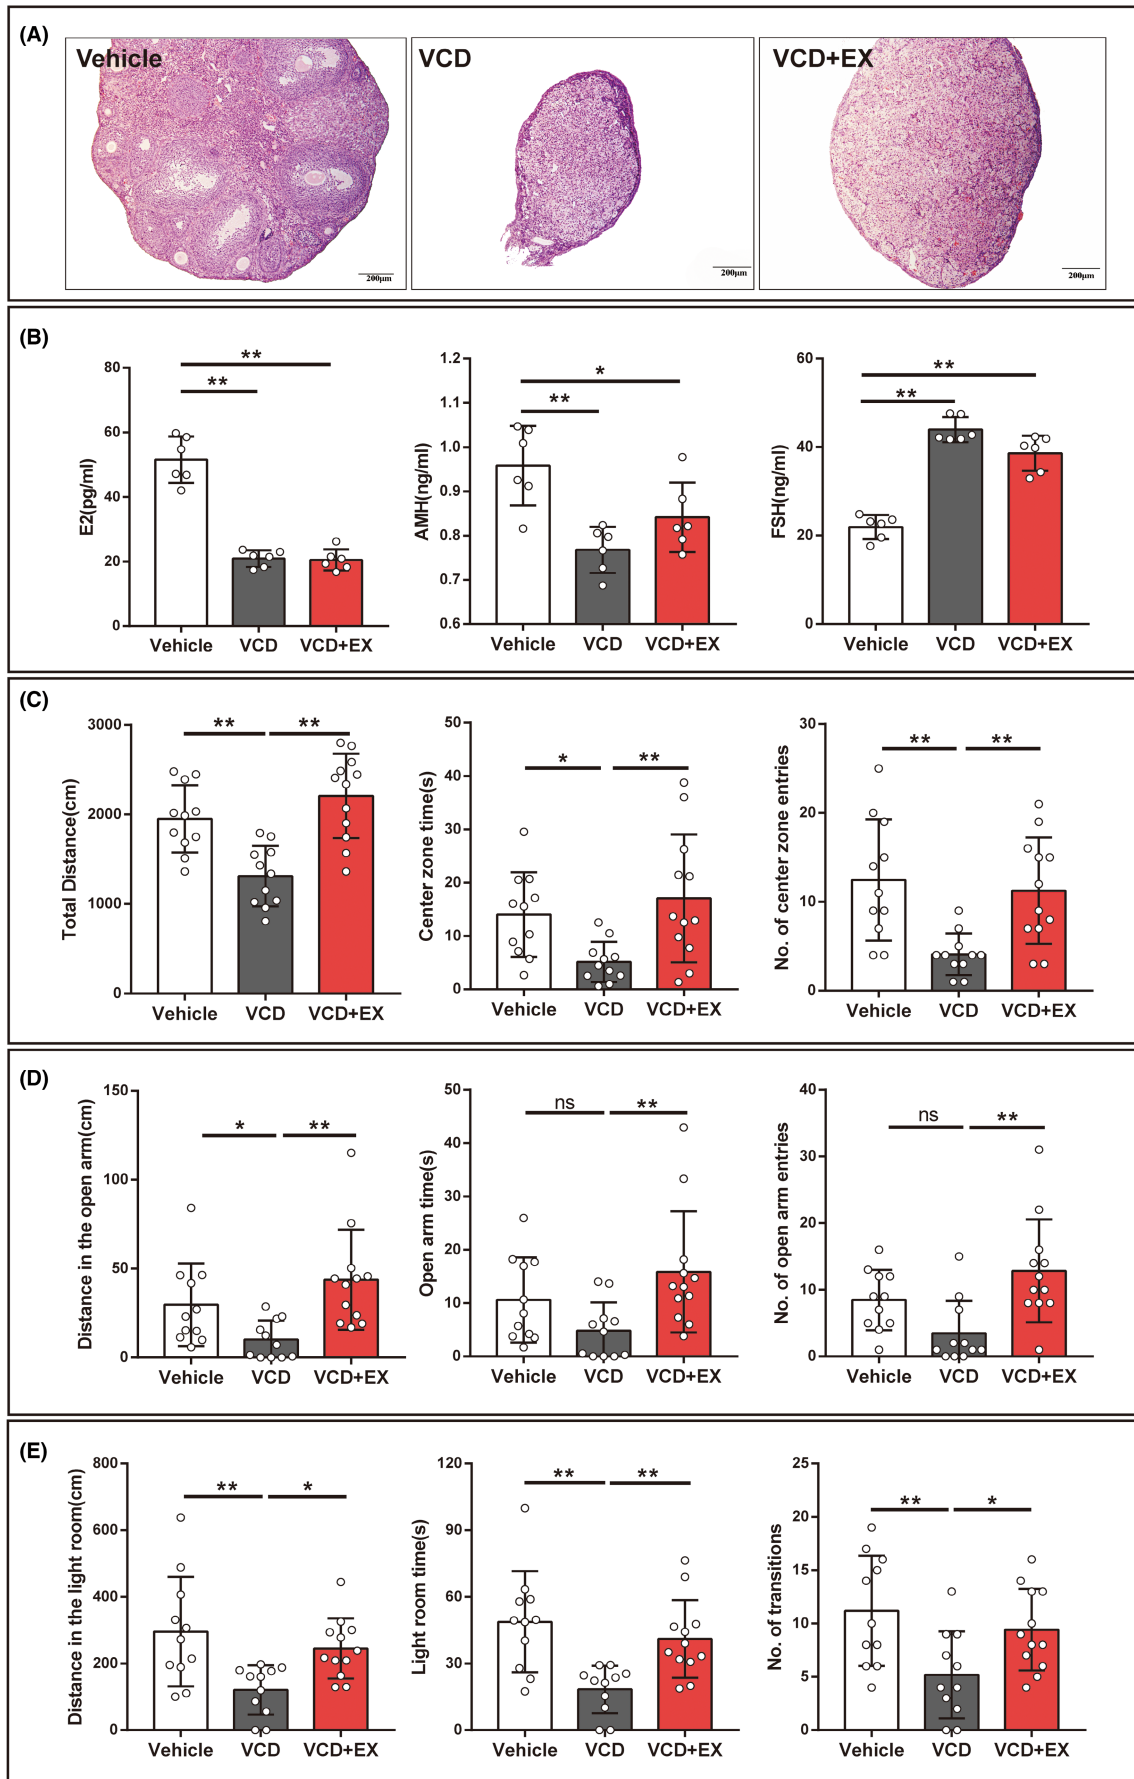 (A)
Vehicle
VCD
VCD+EX
200μm
200μm
200μm
(B)
E2(pg/ml)
80
60
40
20
0
**
**
Vehicle VCD VCD+EX
AMH(ng/ml)
1.2
1.1
1.0
0.9
0.8
0.7
0.6
*
**
Vehicle VCD VCD+EX
FSH(ng/ml)
60
40
20
0
**
**
Vehicle VCD VCD+EX
(C)
Total Distance(cm)
3000
2000
1000
0
** **
Vehicle VCD VCD+EX
Center zone time(s)
50
40
30
20
10
0
* **
Vehicle VCD VCD+EX
No. of center zone entries
30
20
10
0
** **
Vehicle VCD VCD+EX
(D)
Distance in the open arm(cm)
150
100
50
0
* **
Vehicle VCD VCD+EX
Open arm time(s)
50
40
30
20
10
0
ns **
Vehicle VCD VCD+EX
No. of open arm entries
40
30
20
10
0
ns **
Vehicle VCD VCD+EX
(E)
Distance in the light room(cm)
800
600
400
200
0
** *
Vehicle VCD VCD+EX
Light room time(s)
120
90
60
30
0
** **
Vehicle VCD VCD+EX
No. of transitions
25
20
15
10
5
0
** *
Vehicle VCD VCD+EX